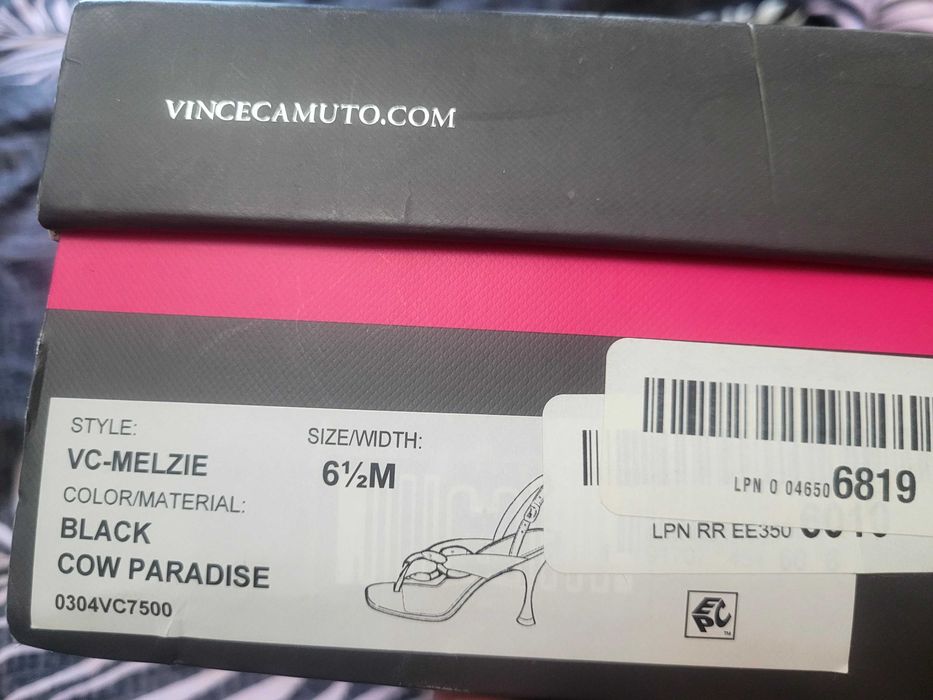 VINCECAMUTO.COM
STYLE:
VC-MELZIE
SIZE/WIDTH:
6½M
COLOR/MATERIAL:
BLACK
COW PARADISE
0304VC7500
LPN 0 04650 6819
LPN RR EE350
EPC™